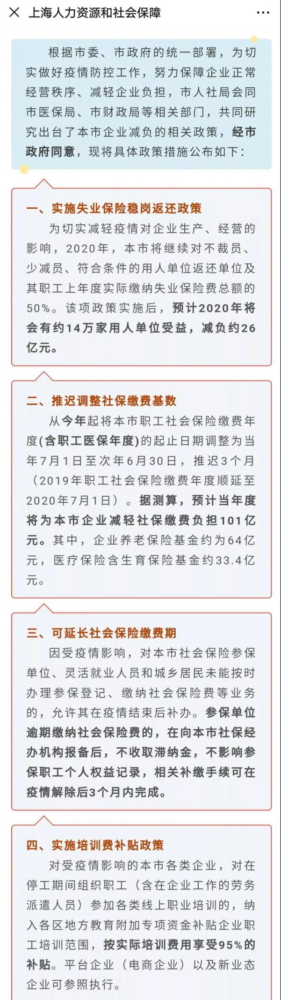 上海人力资源和社会保障
根据市委、市政府的统一部署，为切
实做好疫情防控工作，努力保障企业正常
经营秩序、减轻企业负担，市人社局会同
市医保局、市财政局等相关部门，共同研
究出台了本市企业减负的相关政策，经市
政府同意，现将具体政策措施公布如下：
一、实施失业保险稳岗返还政策
为切实减轻疫情对企业生产、经营的
影响，2020年，本市将继续对不裁员、
少减员、符合条件的用人单位返还单位及
其职工上年度实际缴纳失业保险费总额的
50%。该项政策实施后，预计2020年将
会有约14万家用人单位受益，减负约26
亿元。
二、推迟调整社保缴费基数
从今年起将本市职工社会保险缴费年
度(含职工医保年度)的起止日期调整为当
年7月1日至次年6月30日，推迟3个月
（2019年职工社会保险缴费年度顺延至
2020年7月1日）。据测算，预计当年度
将为本市企业减轻社保缴费负担101亿
元。其中，企业养老保险基金约为64亿
元，医疗保险含生育保险基金约33.4亿
元。
三、可延长社会保险缴费期
因受疫情影响，对本市社会保险参保
单位、灵活就业人员和城乡居民未能按时
办理参保登记、缴纳社会保险费等业务
的，允许其在疫情结束后补办。参保单位
逾期缴纳社会保险费的，在向本市社保经
办机构报备后，不收取滞纳金，不影响参
保职工个人权益记录，相关补缴手续可在
疫情解除后3个月内完成。
四、实施培训费补贴政策
对受疫情影响的本市各类企业，对在
停工期间组织职工（含在企业工作的劳务
派遣人员）参加各类线上职业培训的，纳
入各区地方教育附加专项资金补贴企业职
工培训范围，按实际培训费用享受95%的
补贴。平台企业（电商企业）以及新业态
企业可参照执行。